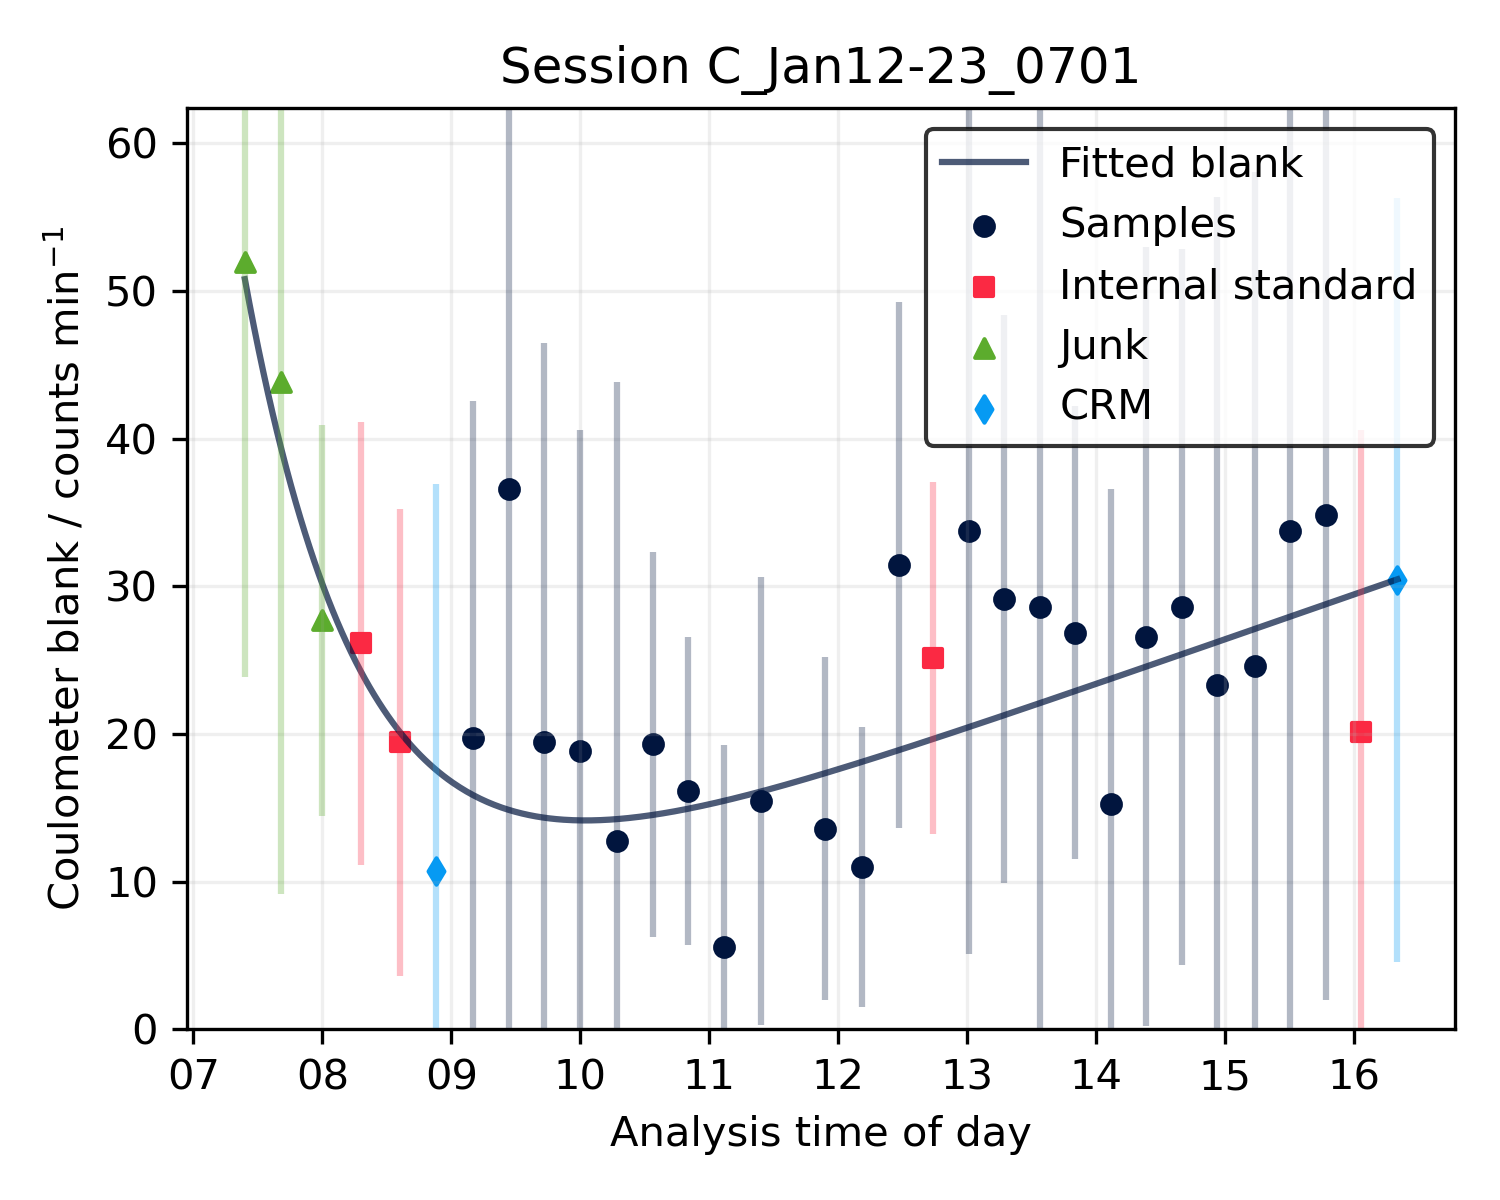 Session C_Jan12-23_0701
Coulometer blank / counts min⁻¹
60
50
40
30
20
10
0
Fitted blank
Samples
Internal standard
Junk
CRM
07 08 09 10 11 12 13 14 15 16
Analysis time of day